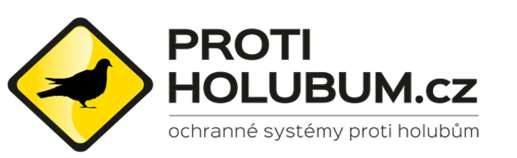 PROTI
HOLUBUM.cz
ochranné systémy proti holubům